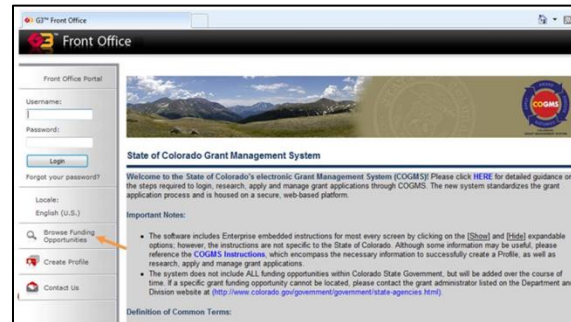 G3™ Front Office
G3™ Front Office
Front Office Portal
Username:
Password:
Login
Forgot your password?
Locale:
English (U.S.)
Browse Funding
Opportunities
Create Profile
Contact Us
COGMS
State of Colorado Grant Management System
Welcome to the State of Colorado's electronic Grant Management System (COGMS)! Please click HERE for detailed guidance on
the steps required to login, research, apply and manage grant applications through COGMS. The new system standardizes the grant
application process and is housed on a secure, web-based platform.
Important Notes:
• The software includes Enterprise embedded instructions for most every screen by clicking on the [Show] and [Hide] expandable
options; however, the instructions are not specific to the State of Colorado. Although some information may be useful, please
reference the COGMS Instructions, which encompass the necessary information to successfully create a Profile, as well as
research, apply and manage grant applications.
• The system does not include ALL funding opportunities within Colorado State Government, but will be added over the course of
time. If a specific grant funding opportunity cannot be located, please contact the grant administrator listed on the Department and
Division website at (http://www.colorado.gov/government/government/state-agencies.html).
Definition of Common Terms: